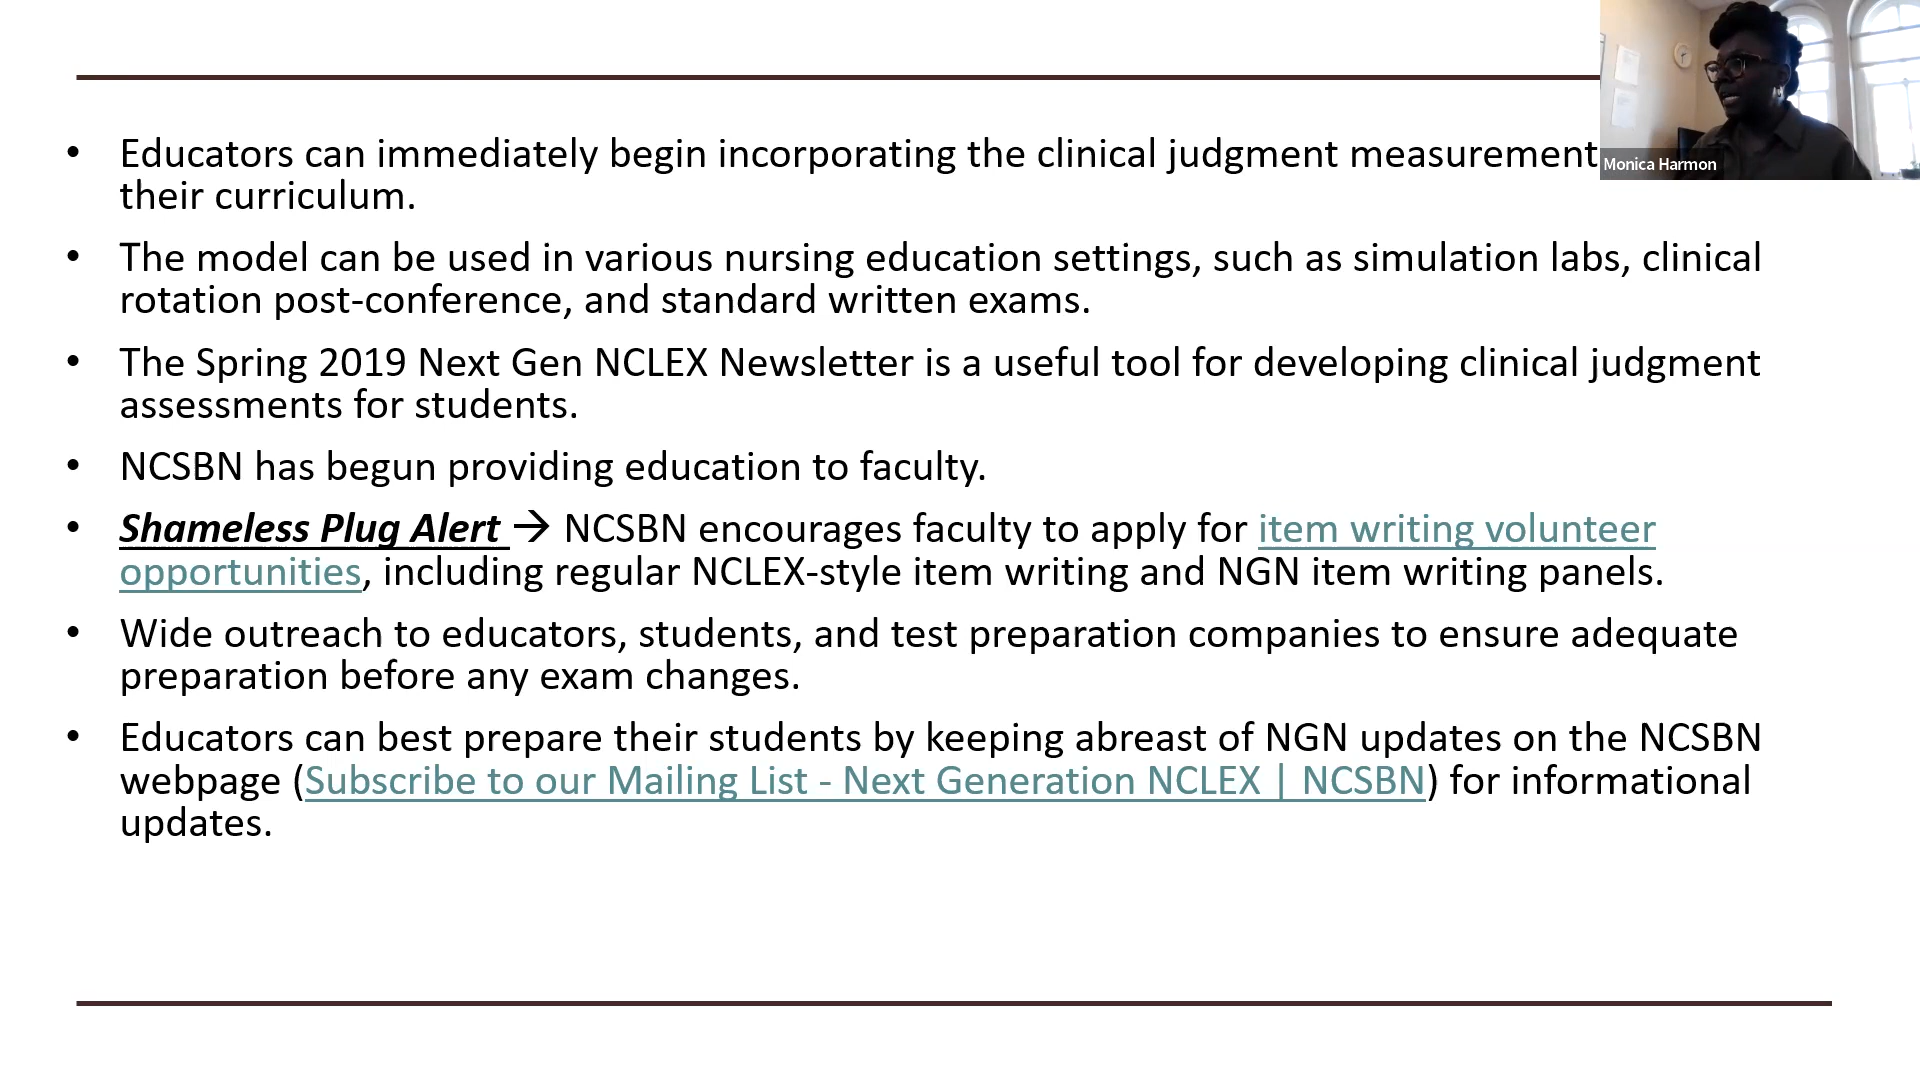 • Educators can immediately begin incorporating the clinical judgment measurement
their curriculum.
• The model can be used in various nursing education settings, such as simulation labs, clinical
rotation post-conference, and standard written exams.
• The Spring 2019 Next Gen NCLEX Newsletter is a useful tool for developing clinical judgment
assessments for students.
• NCSBN has begun providing education to faculty.
• Shameless Plug Alert → NCSBN encourages faculty to apply for item writing volunteer
opportunities, including regular NCLEX-style item writing and NGN item writing panels.
• Wide outreach to educators, students, and test preparation companies to ensure adequate
preparation before any exam changes.
• Educators can best prepare their students by keeping abreast of NGN updates on the NCSBN
webpage (Subscribe to our Mailing List - Next Generation NCLEX | NCSBN) for informational
updates.
Monica Harmon